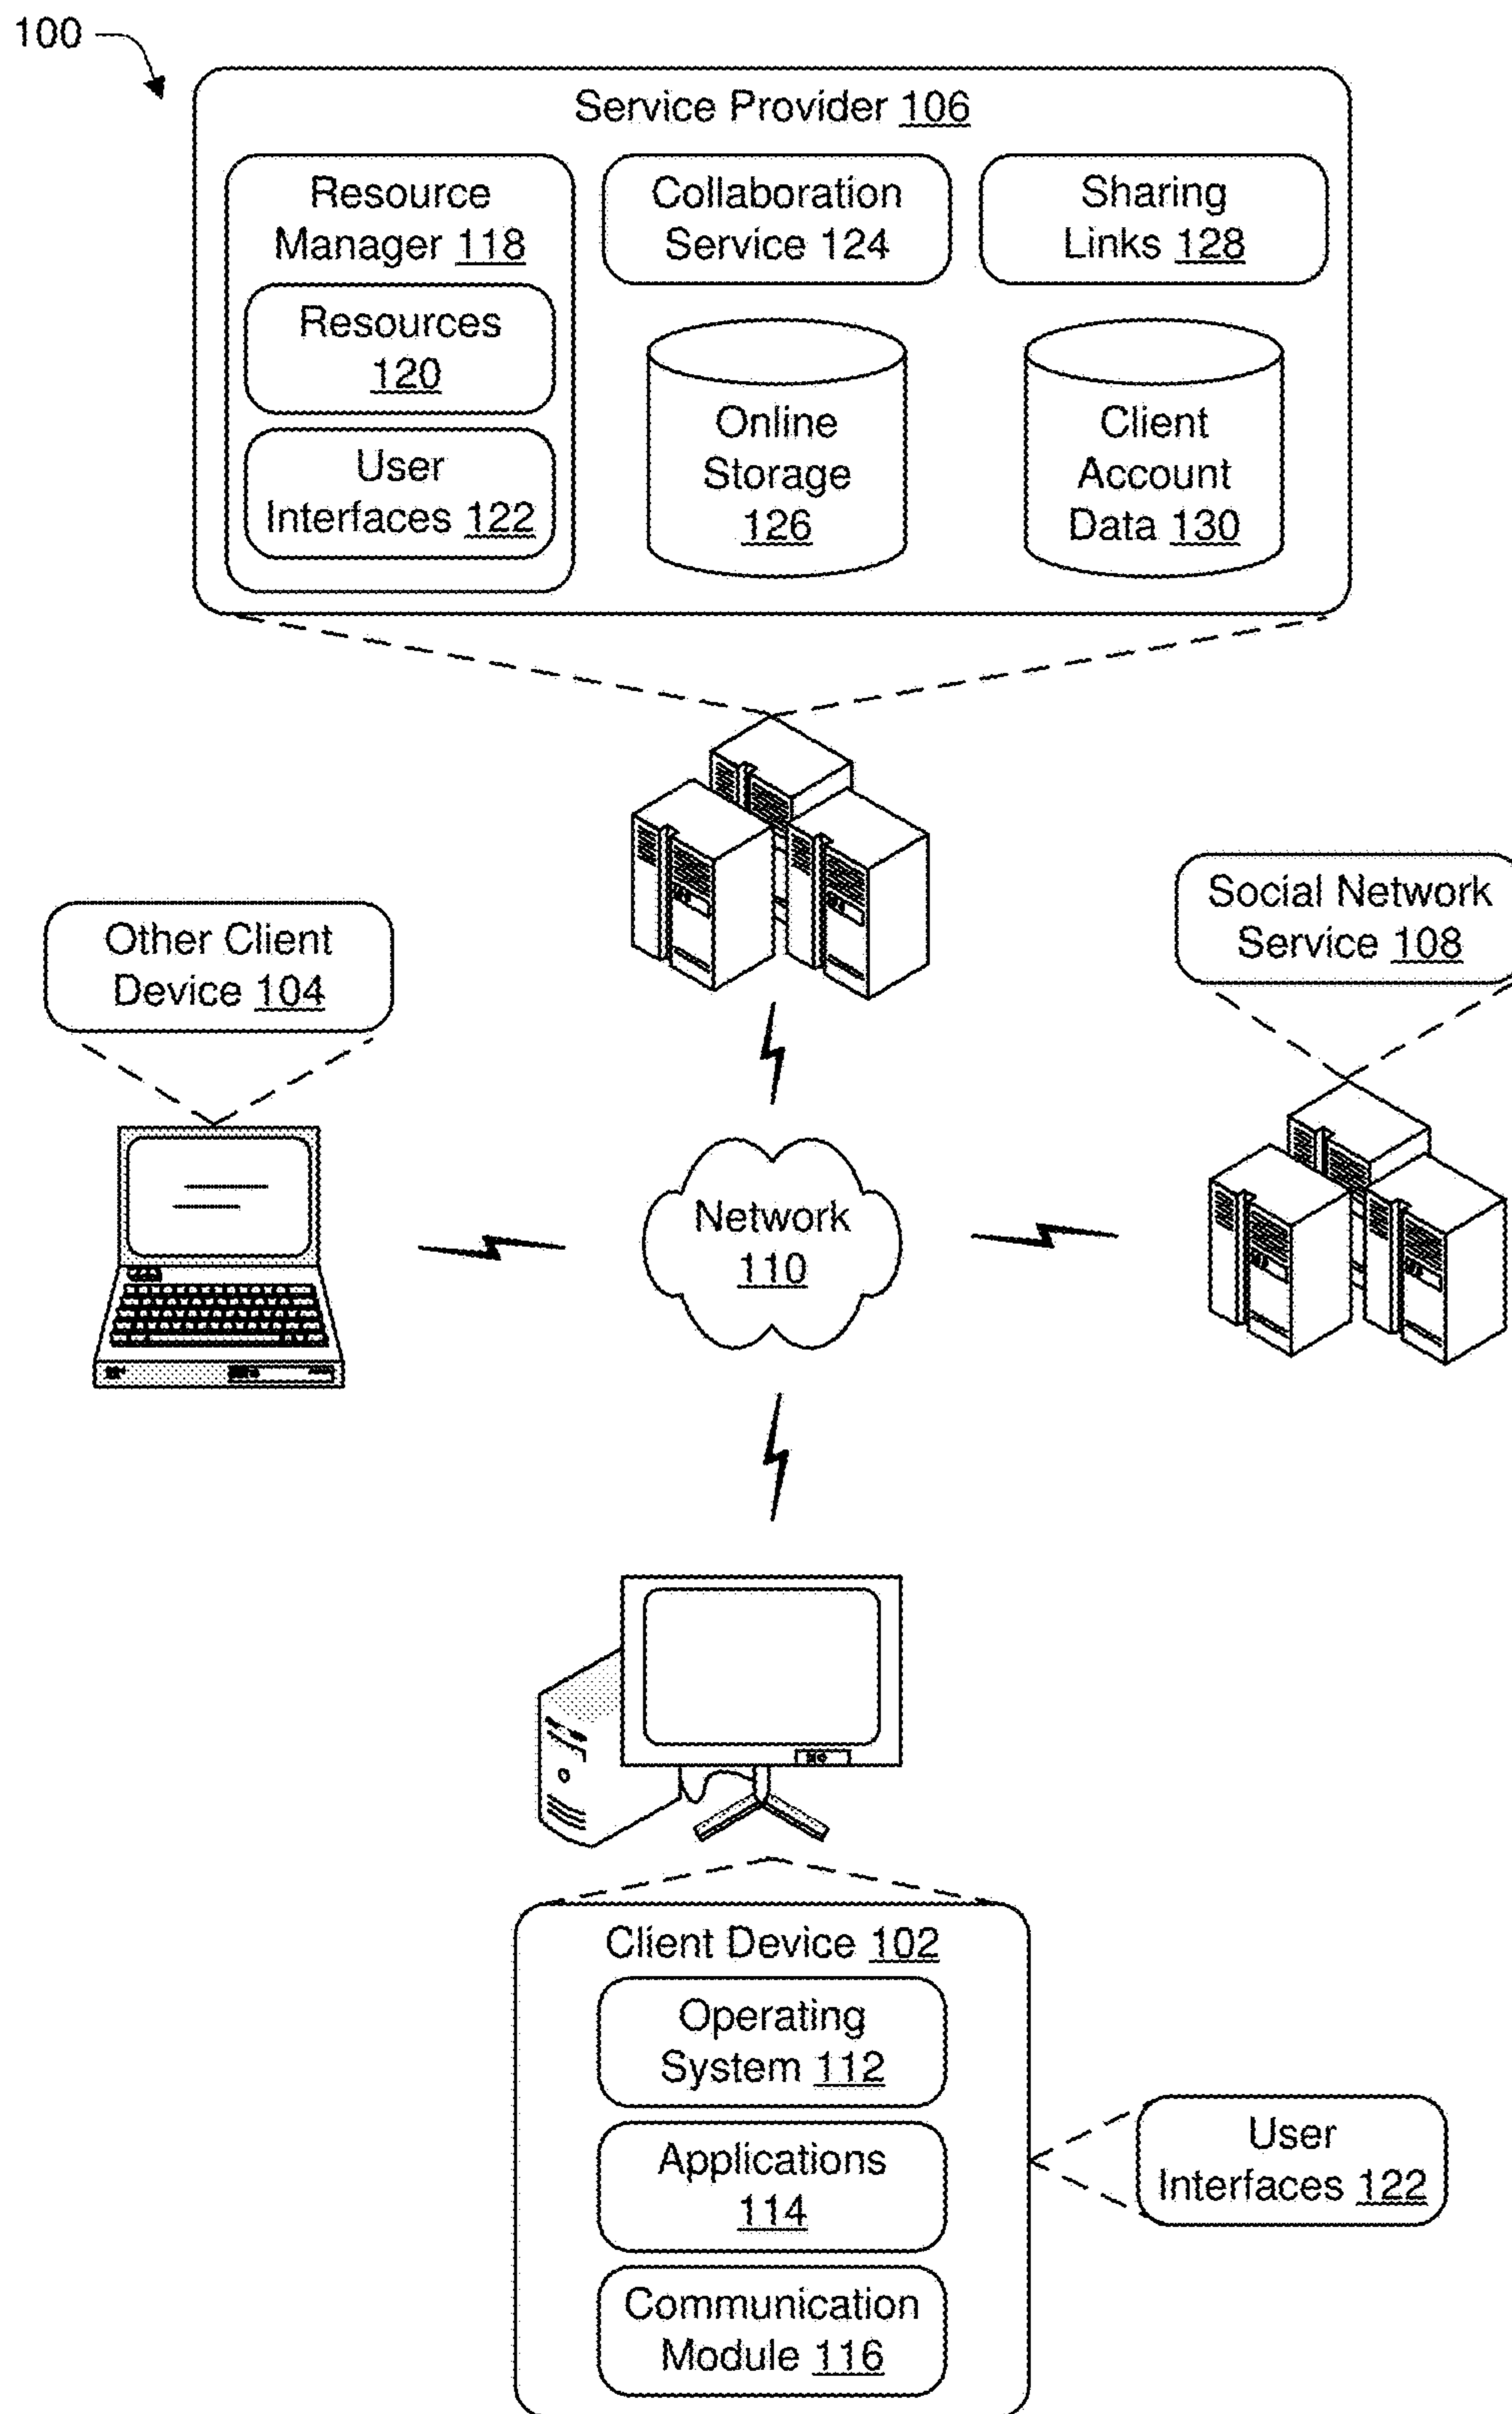 100
Service Provider 106
Resource
Manager 118
Resources
120
User
Interfaces 122
Collaboration
Service 124
Online
Storage
126
Sharing
Links 128
Client
Account
Data 130
Other Client
Device 104
Social Network
Service 108
Network
110
Client Device 102
Operating
System 112
Applications
114
Communication
Module 116
User
Interfaces 122